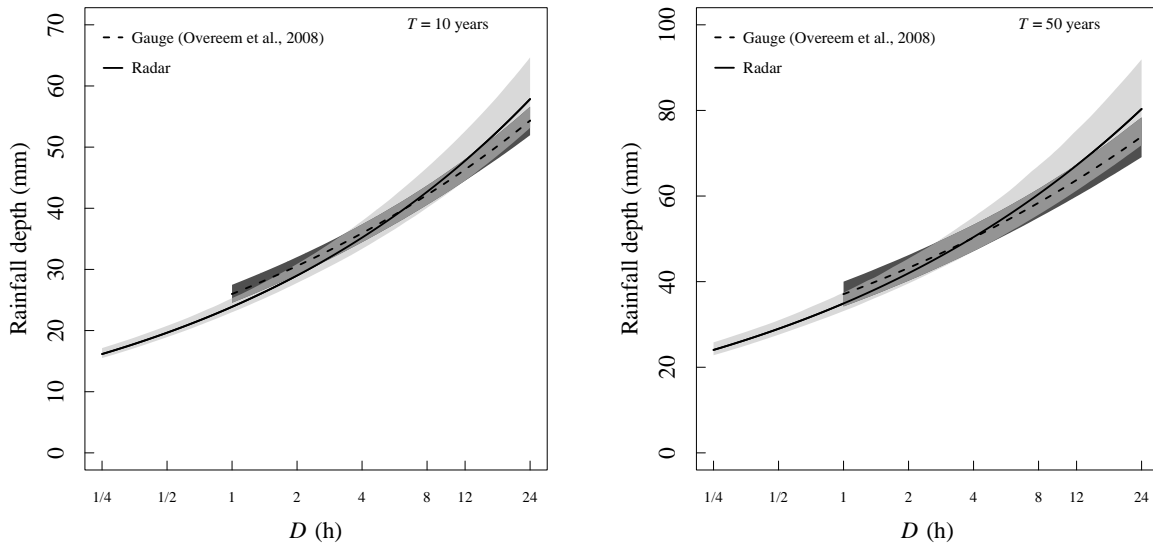 T = 10 years
Gauge (Overeem et al., 2008)
Radar
Rainfall depth (mm)
70
60
50
40
30
20
10
0
1/4 1/2 1 2 4 8 12 24
D (h)
T = 50 years
Gauge (Overeem et al., 2008)
Radar
Rainfall depth (mm)
100
80
60
40
20
0
1/4 1/2 1 2 4 8 12 24
D (h)